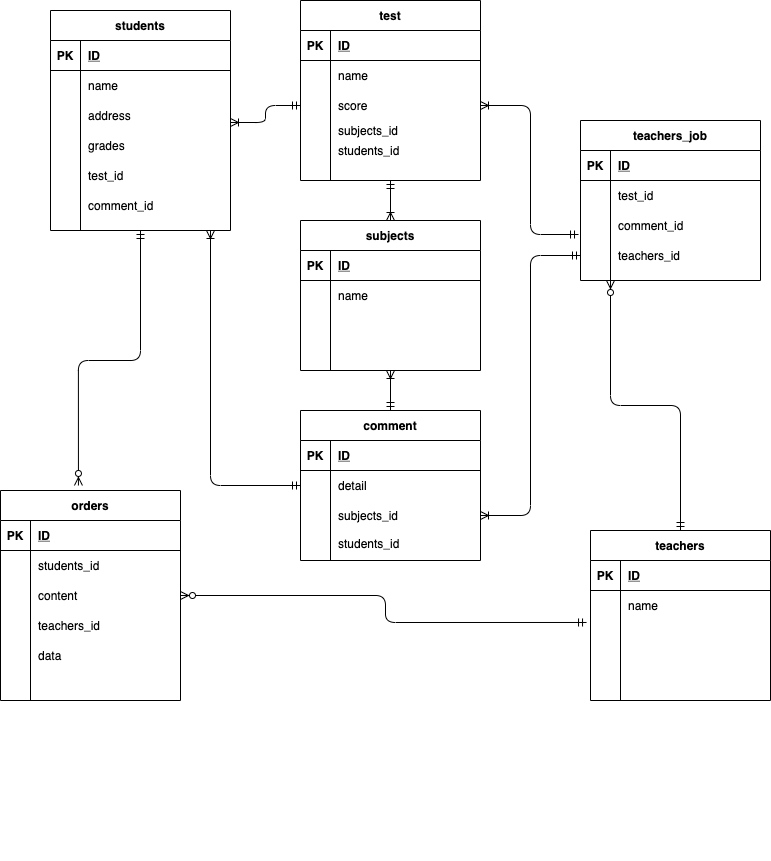 students
PK ID
name
address
grades
test_id
comment_id
test
PK ID
name
score
subjects_id
students_id
teachers_job
PK ID
test_id
comment_id
teachers_id
subjects
PK ID
name
comment
PK ID
detail
subjects_id
students_id
orders
PK ID
students_id
content
teachers_id
data
teachers
PK ID
name